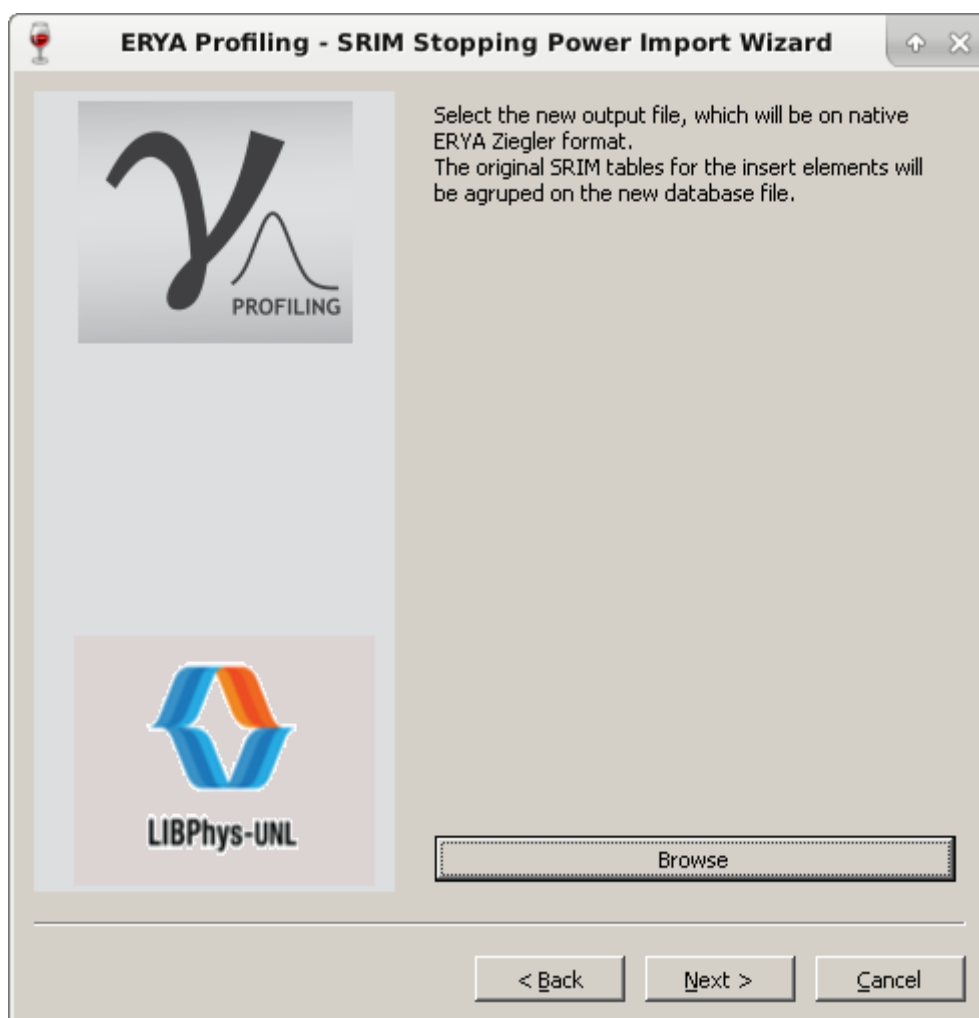 ERYA Profiling - SRIM Stopping Power Import Wizard
Select the new output file, which will be on native
ERYA Ziegler format.
The original SRIM tables for the insert elements will
be agruped on the new database file.
γ
PROFILING
LIBPhys-UNL
Browse
< Back
Next >
Cancel